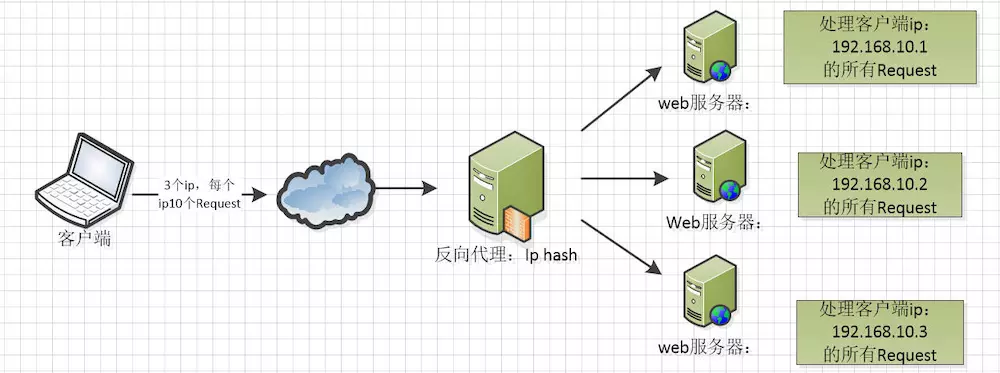 3个ip，每个
ip10个Request
客户端
反向代理：Ip hash
web服务器：
处理客户端ip：
192.168.10.1
的所有Request
Web服务器：
处理客户端ip：
192.168.10.2
的所有Request
web服务器：
处理客户端ip：
192.168.10.3
的所有Request